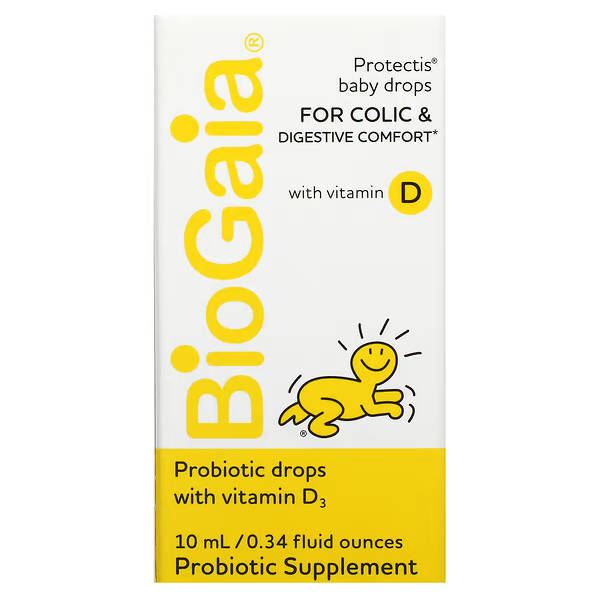 BioGaia®
Protectis®
baby drops
FOR COLIC &
DIGESTIVE COMFORT*
with vitamin D
®
Probiotic drops
with vitamin D₃
10 mL / 0.34 fluid ounces
Probiotic Supplement